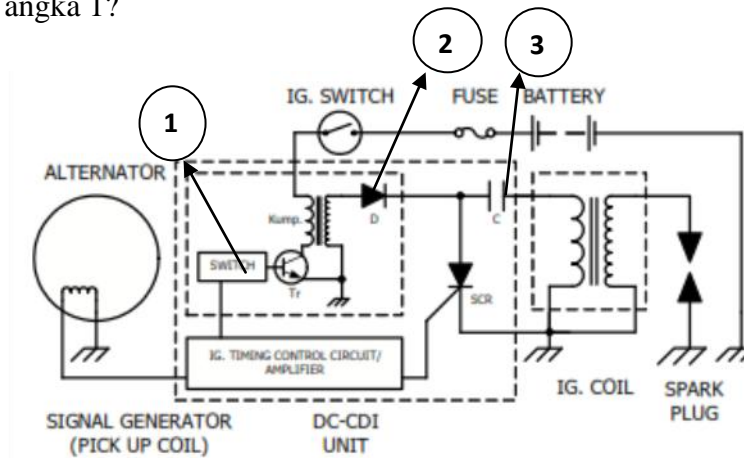 angka 1?
2
3
IG. SWITCH
FUSE
BATTERY
1
ALTERNATOR
Kump.
D
C
SWITCH
Tr
SCR
IG. TIMING CONTROL CIRCUIT/
AMPLIFIER
IG. COIL
SPARK
PLUG
SIGNAL GENERATOR
(PICK UP COIL)
DC-CDI
UNIT